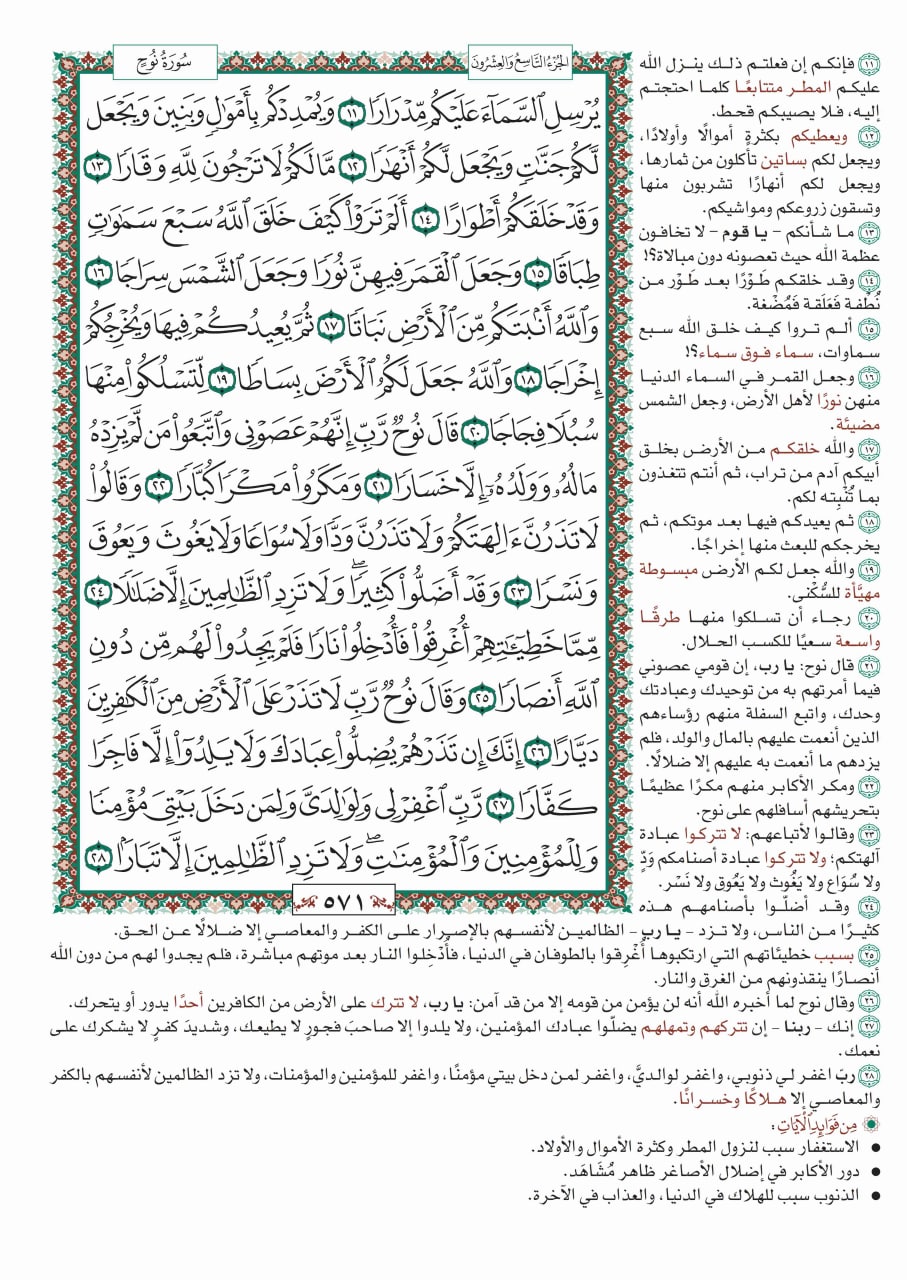 سُورَةُ نُوحٍ
الجُزْءُ التَّاسِعُ وَالعِشْرُونَ
يُرْسِلِ ٱلسَّمَآءَ عَلَيْكُم مِّدْرَارًا ١١ وَيُمْدِدْكُم بِأَمْوَٰلٍ وَبَنِينَ وَيَجْعَل
لَّكُمْ جَنَّٰتٍ وَيَجْعَل لَّكُمْ أَنْهَٰرًا ١٢ مَّا لَكُمْ لَا تَرْجُونَ لِلَّهِ وَقَارًا ١٣
وَقَدْ خَلَقَكُمْ أَطْوَارًا ١٤ أَلَمْ تَرَوْا۟ كَيْفَ خَلَقَ ٱللَّهُ سَبْعَ سَمَٰوَٰتٍ
طِبَاقًا ١٥ وَجَعَلَ ٱلْقَمَرَ فِيهِنَّ نُورًا وَجَعَلَ ٱلشَّمْسَ سِرَاجًا ١٦
وَٱللَّهُ أَنۢبَتَكُم مِّنَ ٱلْأَرْضِ نَبَاتًا ١٧ ثُمَّ يُعِيدُكُمْ فِيهَا وَيُخْرِجُكُمْ
إِخْرَاجًا ١٨ وَٱللَّهُ جَعَلَ لَكُمُ ٱلْأَرْضَ بِسَاطًا ١٩ لِّتَسْلُكُوا۟ مِنْهَا
سُبُلًا فِجَاجًا ٢٠ قَالَ نُوحٌ رَّبِّ إِنَّهُمْ عَصَوْنِى وَٱتَّبَعُوا۟ مَن لَّمْ يَزِدْهُ
مَالُهُۥ وَوَلَدُهُۥٓ إِلَّا خَسَارًا ٢١ وَمَكَرُوا۟ مَكْرًا كُبَّارًا ٢٢ وَقَالُوا۟
لَا تَذَرُنَّ ءَالِهَتَكُمْ وَلَا تَذَرُنَّ وَدًّا وَلَا سُوَاعًا وَلَا يَغُوثَ وَيَعُوقَ
وَنَسْرًا ٢٣ وَقَدْ أَضَلُّوا۟ كَثِيرًا ۖ وَلَا تَزِدِ ٱلظَّٰلِمِينَ إِلَّا ضَلَٰلًا ٢٤
مِّمَّا خَطِيٓـَٰٔتِهِمْ أُغْرِقُوا۟ فَأُدْخِلُوا۟ نَارًا فَلَمْ يَجِدُوا۟ لَهُم مِّن دُونِ
ٱللَّهِ أَنصَارًا ٢٥ وَقَالَ نُوحٌ رَّبِّ لَا تَذَرْ عَلَى ٱلْأَرْضِ مِنَ ٱلْكَٰفِرِينَ
دَيَّارًا ٢٦ إِنَّكَ إِن تَذَرْهُمْ يُضِلُّوا۟ عِبَادَكَ وَلَا يَلِدُوٓا۟ إِلَّا فَاجِرًا
كَفَّارًا ٢٧ رَّبِّ ٱغْفِرْ لِى وَلِوَٰلِدَىَّ وَلِمَن دَخَلَ بَيْتِىَ مُؤْمِنًا
وَلِلْمُؤْمِنِينَ وَٱلْمُؤْمِنَٰتِ ۖ وَلَا تَزِدِ ٱلظَّٰلِمِينَ إِلَّا تَبَارًۢا ٢٨
٥٧١
١١ فإنكم إن فعلتم ذلك ينزل الله
عليكم المطر متتابعًا كلما احتجتم
إليه، فلا يصيبكم قحط.
١٢ ويعطيكم بكثرةٍ أموالًا وأولادًا،
ويجعل لكم بساتين تأكلون من ثمارها،
ويجعل لكم أنهارًا تشربون منها
وتسقون زروعكم ومواشيكم.
١٣ ما شأنكم - يا قوم - لا تخافون
عظمة الله حيث تعصونه دون مبالاة؟!
١٤ وقد خلقكم طَوْرًا بعد طَوْر من
نُطْفة فَعَلَقة فَمُضْغة.
١٥ ألم تروا كيف خلق الله سبع
سماوات، سماء فوق سماء؟!
١٦ وجعل القمر في السماء الدنيا
منهن نورًا لأهل الأرض، وجعل الشمس
مضيئة.
١٧ والله خلقكم من الأرض بخلق
أبيكم آدم من تراب، ثم أنتم تتغذون
بما تُنْبِته لكم.
١٨ ثم يعيدكم فيها بعد موتكم، ثم
يخرجكم للبعث منها إخراجًا.
١٩ والله جعل لكم الأرض مبسوطة
مهيَّأة للسُّكْنى.
٢٠ رجاء أن تسلكوا منها طرقًا
واسعة سعيًا للكسب الحلال.
٢١ قال نوح: يا رب، إن قومي عصوني
فيما أمرتهم به من توحيدك وعبادتك
وحدك، واتبع السفلة منهم رؤساءهم
الذين أنعمت عليهم بالمال والولد، فلم
يزدهم ما أنعمت به عليهم إلا ضلالًا.
٢٢ ومكر الأكابر منهم مكرًا عظيمًا
بتحريشهم أسافلهم على نوح.
٢٣ وقالوا لأتباعهم: لا تتركوا عبادة
آلهتكم؛ ولا تتركوا عبادة أصنامكم وَدٍّ
ولا سُوَاع ولا يَغُوث ولا يَعُوق ولا نَسْر.
٢٤ وقد أضلّوا بأصنامهم هذه
كثيرًا من الناس، ولا تزد - يا رب - الظالمين لأنفسهم بالإصرار على الكفر والمعاصي إلا ضلالًا عن الحق.
٢٥ بسبب خطيئاتهم التي ارتكبوها أُغْرِقوا بالطوفان في الدنيا، فأُدْخِلوا النار بعد موتهم مباشرة، فلم يجدوا لهم من دون الله
أنصارًا ينقذونهم من الغرق والنار.
٢٦ وقال نوح لما أخبره الله أنه لن يؤمن من قومه إلا من قد آمن: يا رب، لا تترك على الأرض من الكافرين أحدًا يدور أو يتحرك.
٢٧ إنك - ربنا - إن تتركهم وتمهلهم يضلّوا عبادك المؤمنين، ولا يلدوا إلا صاحبَ فجورٍ لا يطيعك، وشديدَ كفرٍ لا يشكرك على
نعمك.
٢٨ ربّ اغفر لي ذنوبي، واغفر لوالديَّ، واغفر لمن دخل بيتي مؤمنًا، واغفر للمؤمنين والمؤمنات، ولا تزد الظالمين لأنفسهم بالكفر
والمعاصي إلا هلاكًا وخسرانًا.
مِن فَوَائِدِ الآيَاتِ:
• الاستغفار سبب لنزول المطر وكثرة الأموال والأولاد.
• دور الأكابر في إضلال الأصاغر ظاهر مُشَاهَد.
• الذنوب سبب للهلاك في الدنيا، والعذاب في الآخرة.